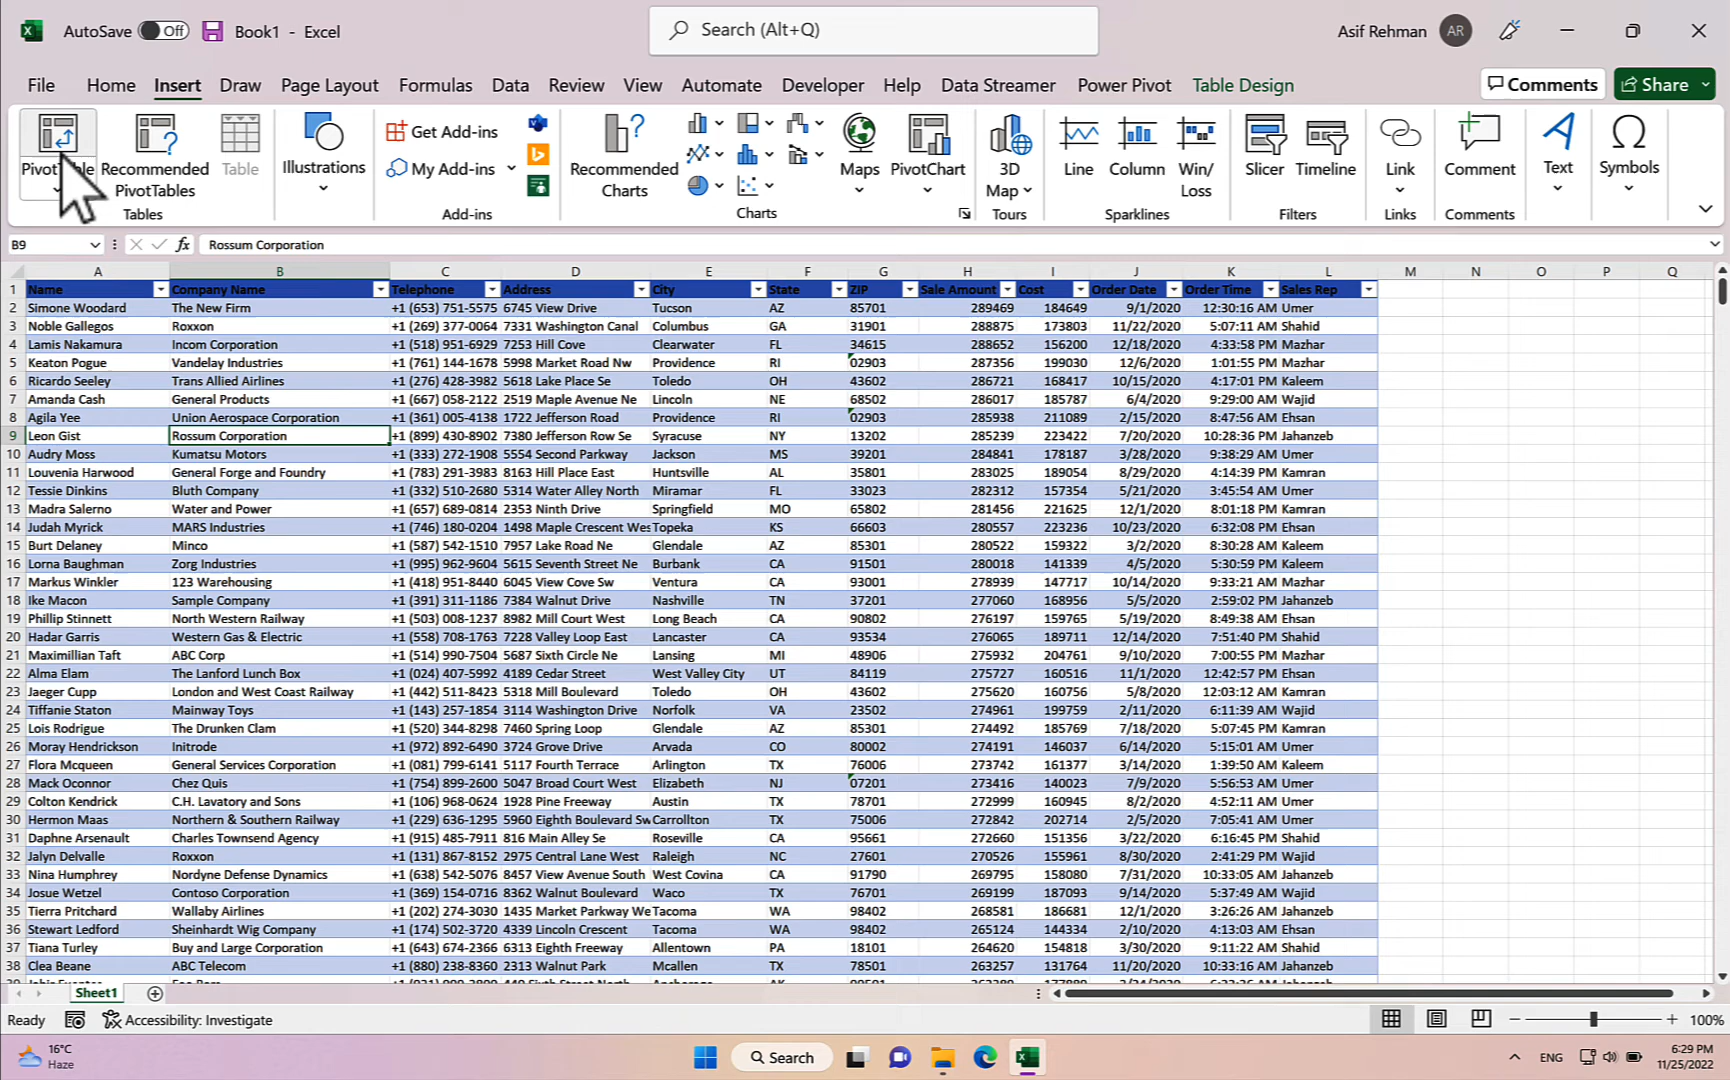 AutoSave Off Book1 - Excel Search (Alt+Q) Asif Rehman AR
File Home Insert Draw Page Layout Formulas Data Review View Automate Developer Help Data Streamer Power Pivot Table Design Comments Share
PivotTable Recommended PivotTables Table
Illustrations
Get Add-ins
My Add-ins
Recommended Charts
Maps PivotChart
3D Map
Line Column Win/Loss
Slicer Timeline
Link
Comment
Text
Symbols
Tables Add-ins Charts Tours Sparklines Filters Links Comments
B9 fx Rossum Corporation
A B C D E F G H I J K L M N O P Q
1 Name Company Name Telephone Address City State ZIP Sale Amount Cost Order Date Order Time Sales Rep
2 Simone Woodard The New Firm +1 (653) 751-5575 6745 View Drive Tucson AZ 85701 289469 184649 9/1/2020 12:30:16 AM Umer
3 Noble Gallegos Roxxon +1 (269) 377-0064 7331 Washington Canal Columbus GA 31901 288875 173803 11/22/2020 5:07:11 AM Shahid
4 Lamis Nakamura Incom Corporation +1 (518) 951-6929 7253 Hill Cove Clearwater FL 34615 288652 156200 12/18/2020 4:33:58 PM Mazhar
5 Keaton Pogue Vandelay Industries +1 (761) 144-1678 5998 Market Road Nw Providence RI 02903 287356 199030 12/6/2020 1:01:55 PM Mazhar
6 Ricardo Seeley Trans Allied Airlines +1 (276) 428-3982 5618 Lake Place Se Toledo OH 43602 286721 168417 10/15/2020 4:17:01 PM Kaleem
7 Amanda Cash General Products +1 (667) 058-2122 2519 Maple Avenue Ne Lincoln NE 68502 286017 185787 6/4/2020 9:29:00 AM Wajid
8 Agila Yee Union Aerospace Corporation +1 (361) 005-4138 1722 Jefferson Road Providence RI 02903 285938 211089 2/15/2020 8:47:56 AM Ehsan
9 Leon Gist Rossum Corporation +1 (899) 430-8902 7380 Jefferson Row Se Syracuse NY 13202 285239 223422 7/20/2020 10:28:36 PM Jahanzeb
10 Audry Moss Kumatsu Motors +1 (333) 272-1908 5554 Second Parkway Jackson MS 39201 284841 178187 3/28/2020 9:38:29 AM Umer
11 Louvenia Harwood General Forge and Foundry +1 (783) 291-3983 8163 Hill Place East Huntsville AL 35801 283025 189054 8/29/2020 4:14:39 PM Kamran
12 Tessie Dinkins Bluth Company +1 (332) 510-2680 5314 Water Alley North Miramar FL 33023 282312 157354 5/21/2020 3:45:54 AM Umer
13 Madra Salerno Water and Power +1 (657) 689-0814 2353 Ninth Drive Springfield MO 65802 281456 221625 12/1/2020 8:01:18 PM Kamran
14 Judah Myrick MARS Industries +1 (746) 180-0204 1498 Maple Crescent Wes Topeka KS 66603 280557 223236 10/23/2020 6:32:08 PM Ehsan
15 Burt Delaney Minco +1 (587) 542-1510 7957 Lake Road Ne Glendale AZ 85301 280522 159322 3/2/2020 8:30:28 AM Kaleem
16 Lorna Baughman Zorg Industries +1 (995) 962-9604 5615 Seventh Street Ne Burbank CA 91501 280018 141339 4/5/2020 5:30:59 PM Kaleem
17 Markus Winkler 123 Warehousing +1 (418) 951-8440 6045 View Cove Sw Ventura CA 93001 278939 147717 10/14/2020 9:33:21 AM Mazhar
18 Ike Macon Sample Company +1 (391) 311-1186 7384 Walnut Drive Nashville TN 37201 277060 168956 5/5/2020 2:59:02 PM Jahanzeb
19 Phillip Stinnett North Western Railway +1 (503) 008-1237 8982 Mill Court West Long Beach CA 90802 276197 159765 5/19/2020 8:49:38 AM Ehsan
20 Hadar Garris Western Gas & Electric +1 (558) 708-1763 7228 Valley Loop East Lancaster CA 93534 276065 189711 12/14/2020 7:51:40 PM Shahid
21 Maximillian Taft ABC Corp +1 (514) 990-7504 5687 Sixth Circle Ne Lansing MI 48906 275932 204761 9/10/2020 7:00:55 PM Mazhar
22 Alma Elam The Lanford Lunch Box +1 (024) 407-5992 4189 Cedar Street West Valley City UT 84119 275727 160516 11/1/2020 12:42:57 PM Ehsan
23 Jaeger Cupp London and West Coast Railway +1 (442) 511-8423 5318 Mill Boulevard Toledo OH 43602 275620 160756 5/8/2020 12:03:12 AM Kamran
24 Tiffanie Staton Mainway Toys +1 (143) 257-1854 3114 Washington Drive Norfolk VA 23502 274961 199759 2/11/2020 6:11:39 AM Wajid
25 Lois Rodrigue The Drunken Clam +1 (520) 344-8298 7460 Spring Loop Glendale AZ 85301 274609 185769 7/18/2020 5:07:45 PM Kamran
26 Moray Hendrickson Initrode +1 (972) 892-6490 3724 Grove Drive Arvada CO 80002 274191 146037 6/14/2020 5:15:01 AM Umer
27 Flora Mcqueen General Services Corporation +1 (081) 799-6141 5117 Fourth Terrace Arlington TX 76006 273742 161377 3/14/2020 1:39:50 AM Kaleem
28 Mack Oconnor Chez Quis +1 (754) 899-2600 5047 Broad Court West Elizabeth NJ 07201 273416 140023 7/9/2020 5:56:53 AM Umer
29 Colton Kendrick C.H. Lavatory and Sons +1 (106) 968-0624 1928 Pine Freeway Austin TX 78701 272999 160945 8/2/2020 4:52:11 AM Umer
30 Hermon Maas Northern & Southern Railway +1 (229) 636-1295 5960 Eighth Boulevard Sw Carrollton TX 75006 272842 202714 2/5/2020 7:05:41 AM Umer
31 Daphne Arsenault Charles Townsend Agency +1 (915) 485-7911 816 Main Alley Se Roseville CA 95661 272660 151356 3/22/2020 6:16:45 PM Shahid
32 Jalyn Delvalle Roxxon +1 (131) 867-8152 2975 Central Lane West Raleigh NC 27601 270526 155961 8/30/2020 2:41:29 PM Wajid
33 Nina Humphrey Nordyne Defense Dynamics +1 (638) 542-5076 8457 View Avenue South West Covina CA 91790 269795 158080 7/31/2020 10:33:05 AM Jahanzeb
34 Josue Wetzel Contoso Corporation +1 (369) 154-0716 8362 Walnut Boulevard Waco TX 76701 269199 187093 9/14/2020 5:37:49 AM Wajid
35 Tierra Pritchard Wallaby Airlines +1 (202) 274-3030 1435 Market Parkway We Tacoma WA 98402 268581 186681 12/1/2020 3:26:26 AM Jahanzeb
36 Stewart Ledford Sheinhardt Wig Company +1 (174) 502-3720 4439 Lincoln Crescent Tacoma WA 98402 265124 144334 2/10/2020 4:13:03 AM Ehsan
37 Tiana Turley Buy and Large Corporation +1 (643) 674-2366 6313 Eighth Freeway Allentown PA 18101 264620 154818 3/30/2020 9:11:22 AM Shahid
38 Clea Beane ABC Telecom +1 (880) 238-8360 2313 Walnut Park Mcallen TX 78501 263257 131764 11/20/2020 10:33:16 AM Jahanzeb
Sheet1
Ready Accessibility: Investigate 100%
16°C
Haze
Search
ENG
6:29 PM
11/25/2022